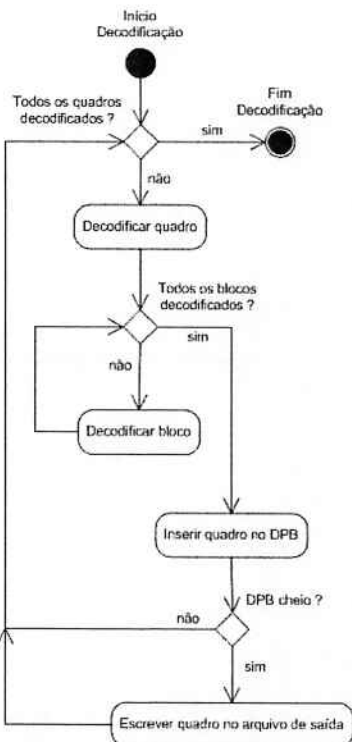 Início
Decodificação
Todos os quadros
decodificados ?
sim
Fim
Decodificação
não
Decodificar quadro
Todos os blocos
decodificados ?
não
sim
Decodificar bloco
Inserir quadro no DPB
DPB cheio ?
não
sim
Escrever quadro no arquivo de saída